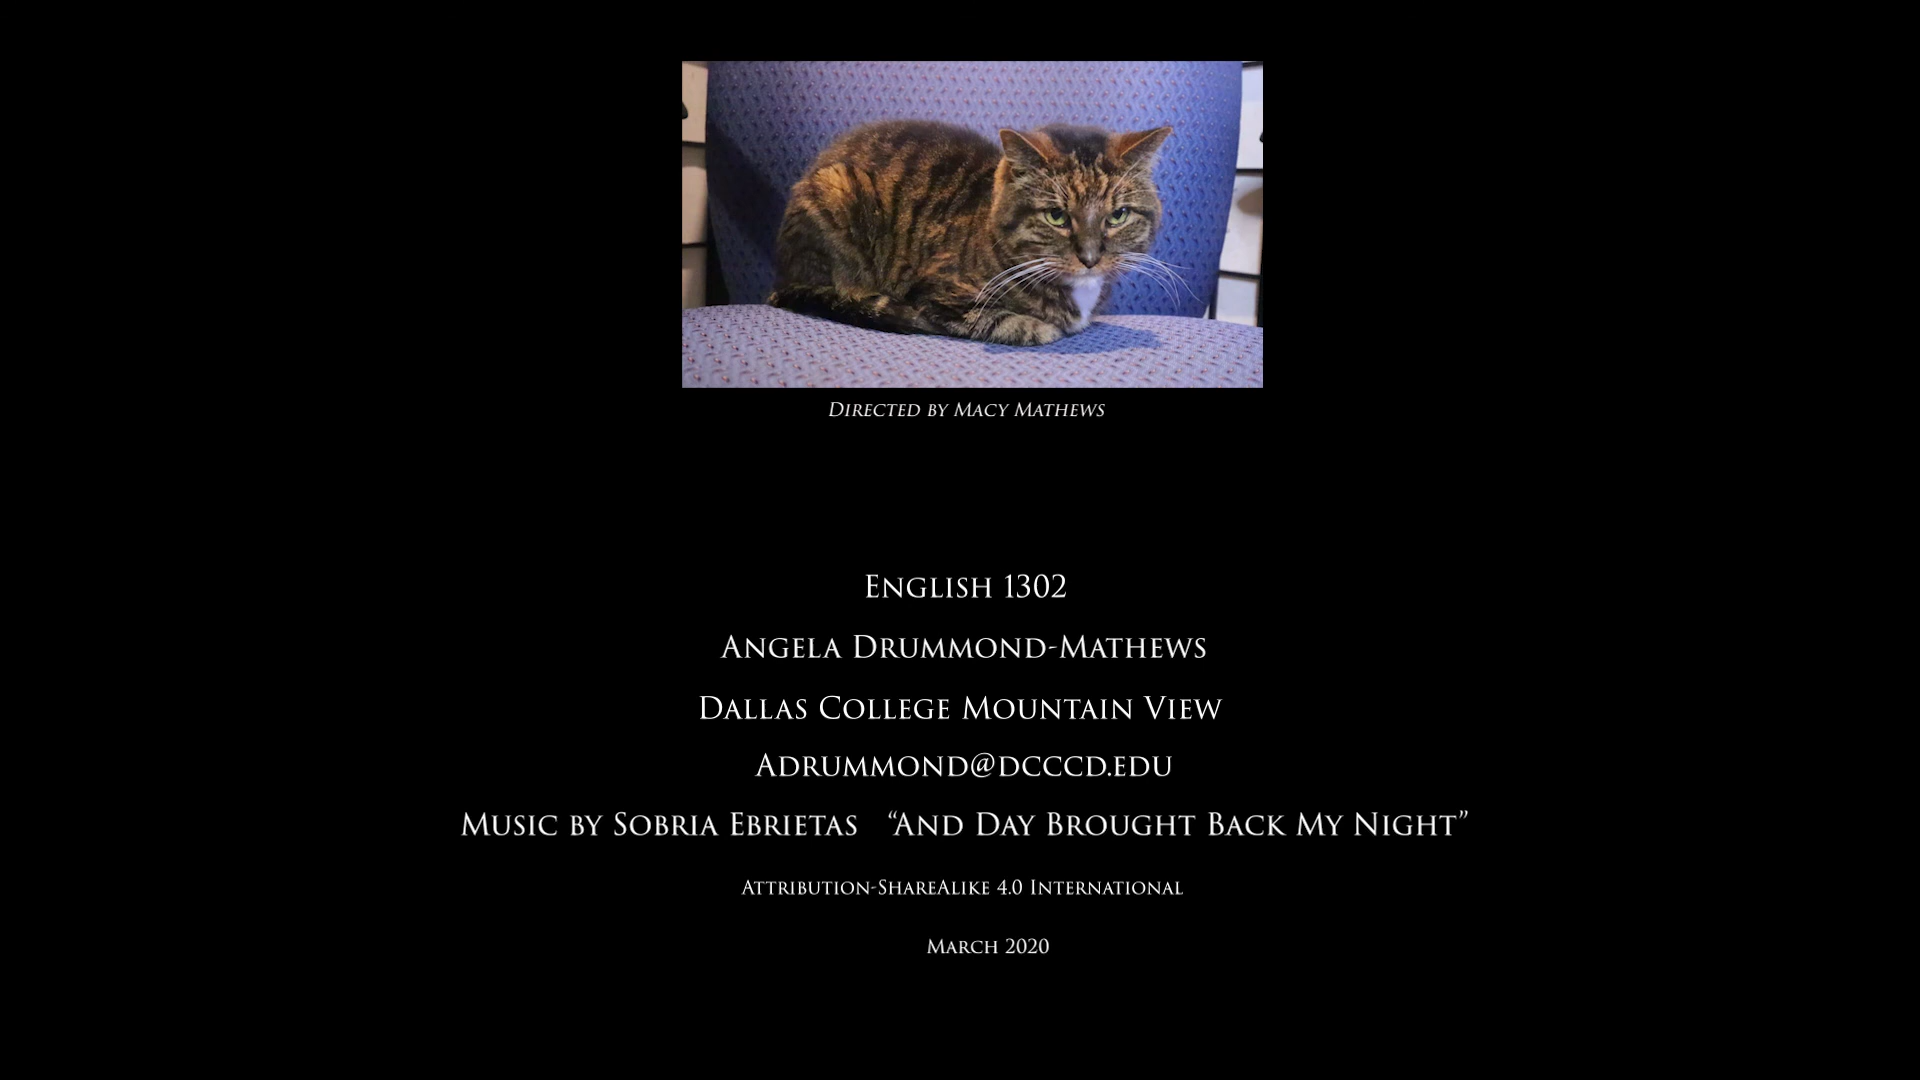 Directed by Macy Mathews
English 1302
Angela Drummond-Mathews
Dallas College Mountain View
Adrummond@dcccd.edu
Music by Sobria Ebrietas “And Day Brought Back My Night”
Attribution-ShareAlike 4.0 International
March 2020